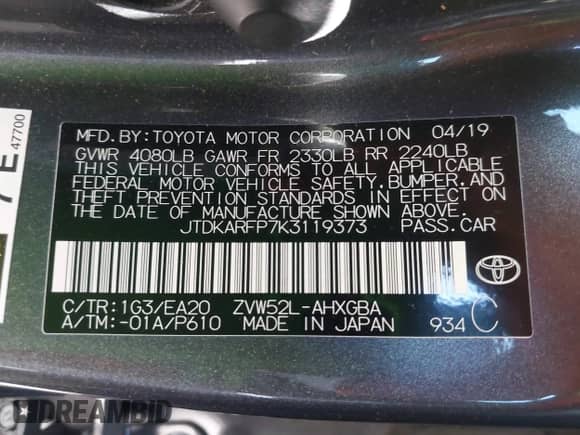 7E 47700
MFD. BY: TOYOTA MOTOR CORPORATION 04/19
GVWR 4080LB GAWR FR 2330LB RR 2240LB
THIS VEHICLE CONFORMS TO ALL APPLICABLE
FEDERAL MOTOR VEHICLE SAFETY, BUMPER, AND
THEFT PREVENTION STANDARDS IN EFFECT ON
THE DATE OF MANUFACTURE SHOWN ABOVE.
JTDKARFP7K3119373 PASS.CAR
C/TR:1G3/EA20 ZVW52L-AHXGBA
A/TM:-01A/P610 MADE IN JAPAN 934 C
DREAMBID